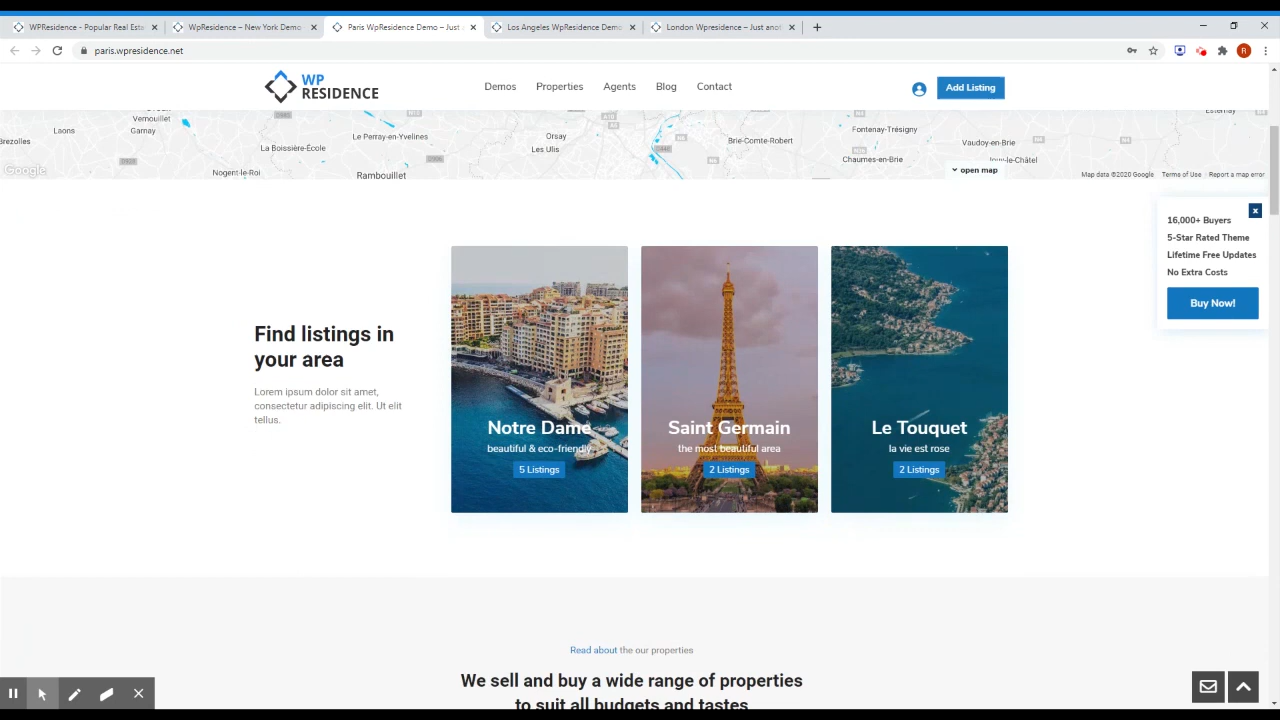 WPResidence - Popular Real Esta
WpResidence – New York Demo
Paris WpResidence Demo – Just A
Los Angeles WpResidence Demo
London Wpresidence – Just anot
paris.wpresidence.net
R
WP
RESIDENCE
Demos
Properties
Agents
Blog
Contact
Add Listing
Vernouillet
Laons
Garnay
Brezolles
La Boissière-École
Le Perray-en-Yvelines
Nogent-le-Roi
Rambouillet
Orsay
Les Ulis
Brie-Comte-Robert
Fontenay-Trésigny
Chaumes-en-Brie
Vaudoy-en-Brie
Jouy-le-Châtel
Esternay
Google
open map
Map data ©2020 Google
Terms of Use
Report a map error
16,000+ Buyers
5-Star Rated Theme
Lifetime Free Updates
No Extra Costs
Buy Now!
Find listings in
your area
Lorem ipsum dolor sit amet,
consectetur adipiscing elit. Ut elit
tellus.
Notre Dame
beautiful & eco-friendly
5 Listings
Saint Germain
the most beautiful area
2 Listings
Le Touquet
la vie est rose
2 Listings
Read about the our properties
We sell and buy a wide range of properties
to suit all budgets and tastes